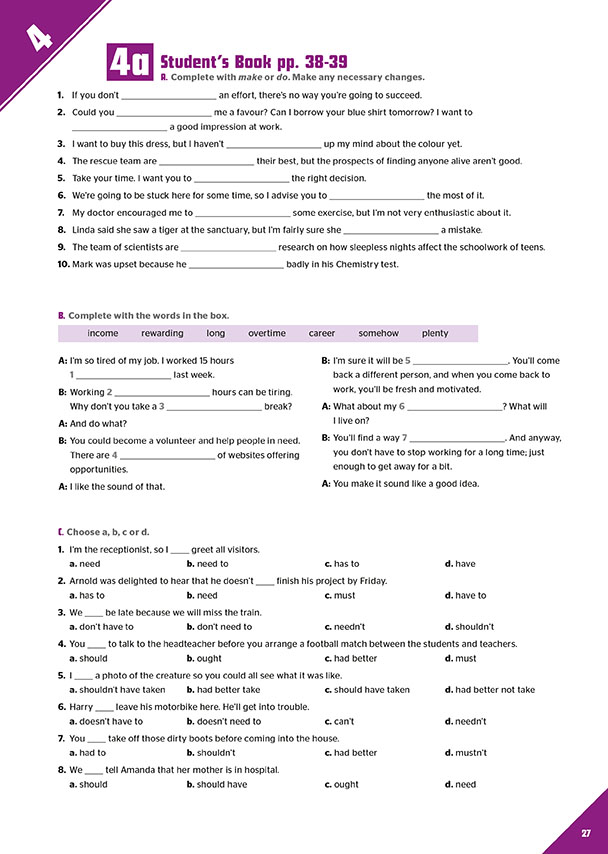 4
4a Student's Book pp. 38-39
A. Complete with make or do. Make any necessary changes.
1. If you don't ____________________ an effort, there's no way you're going to succeed.
2. Could you ____________________ me a favour? Can I borrow your blue shirt tomorrow? I want to
____________________ a good impression at work.
3. I want to buy this dress, but I haven't ____________________ up my mind about the colour yet.
4. The rescue team are ____________________ their best, but the prospects of finding anyone alive aren't good.
5. Take your time. I want you to ____________________ the right decision.
6. We're going to be stuck here for some time, so I advise you to ____________________ the most of it.
7. My doctor encouraged me to ____________________ some exercise, but I'm not very enthusiastic about it.
8. Linda said she saw a tiger at the sanctuary, but I'm fairly sure she ____________________ a mistake.
9. The team of scientists are ____________________ research on how sleepless nights affect the schoolwork of teens.
10. Mark was upset because he ____________________ badly in his Chemistry test.
B. Complete with the words in the box.
income rewarding long overtime career somehow plenty
A: I'm so tired of my job. I worked 15 hours
1 ____________________ last week.
B: Working 2 ____________________ hours can be tiring.
Why don't you take a 3 ____________________ break?
A: And do what?
B: You could become a volunteer and help people in need.
There are 4 ____________________ of websites offering
opportunities.
A: I like the sound of that.
B: I'm sure it will be 5 ____________________. You'll come
back a different person, and when you come back to
work, you'll be fresh and motivated.
A: What about my 6 ____________________? What will
I live on?
B: You'll find a way 7 ____________________. And anyway,
you don't have to stop working for a long time; just
enough to get away for a bit.
A: You make it sound like a good idea.
C. Choose a, b, c or d.
1. I'm the receptionist, so I ____ greet all visitors.
a. need b. need to c. has to d. have
2. Arnold was delighted to hear that he doesn't ____ finish his project by Friday.
a. has to b. need c. must d. have to
3. We ____ be late because we will miss the train.
a. don't have to b. don't need to c. needn't d. shouldn't
4. You ____ to talk to the headteacher before you arrange a football match between the students and teachers.
a. should b. ought c. had better d. must
5. I ____ a photo of the creature so you could all see what it was like.
a. shouldn't have taken b. had better take c. should have taken d. had better not take
6. Harry ____ leave his motorbike here. He'll get into trouble.
a. doesn't have to b. doesn't need to c. can't d. needn't
7. You ____ take off those dirty boots before coming into the house.
a. had to b. shouldn't c. had better d. mustn't
8. We ____ tell Amanda that her mother is in hospital.
a. should b. should have c. ought d. need
27